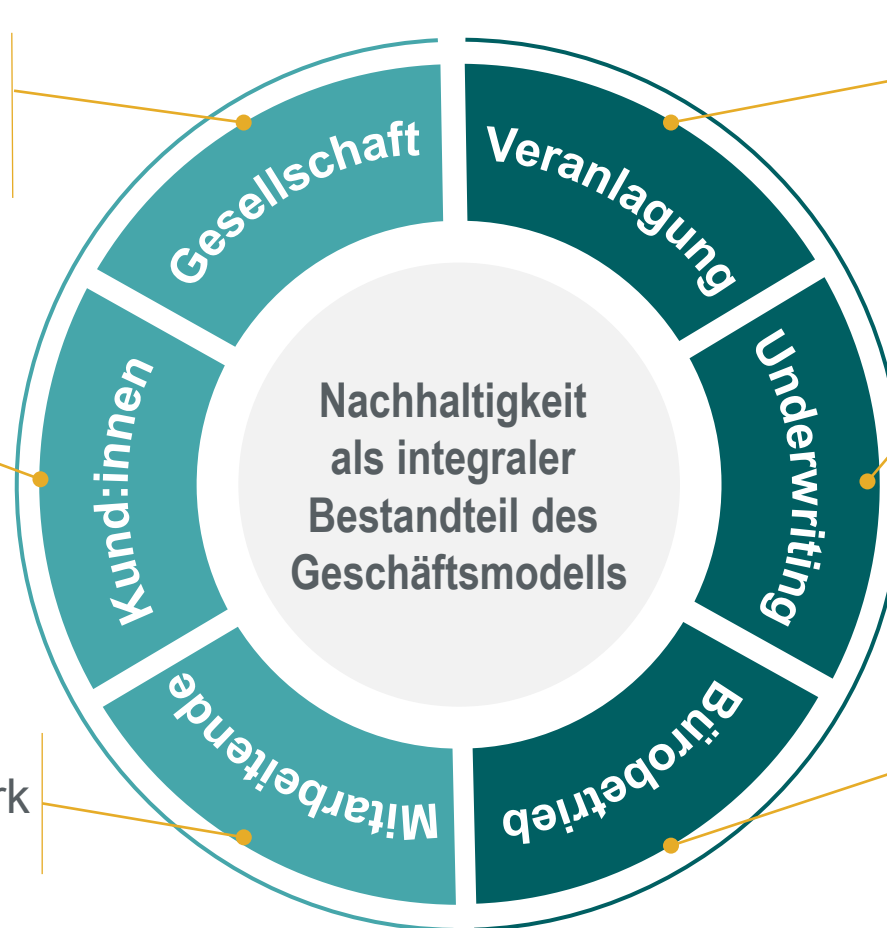 Gesellschaft
Veranlagung
Underwriting
Bürobetrieb
Mitarbeitende
Kund:innen
Nachhaltigkeit
als integraler
Bestandteil des
Geschäftsmodells